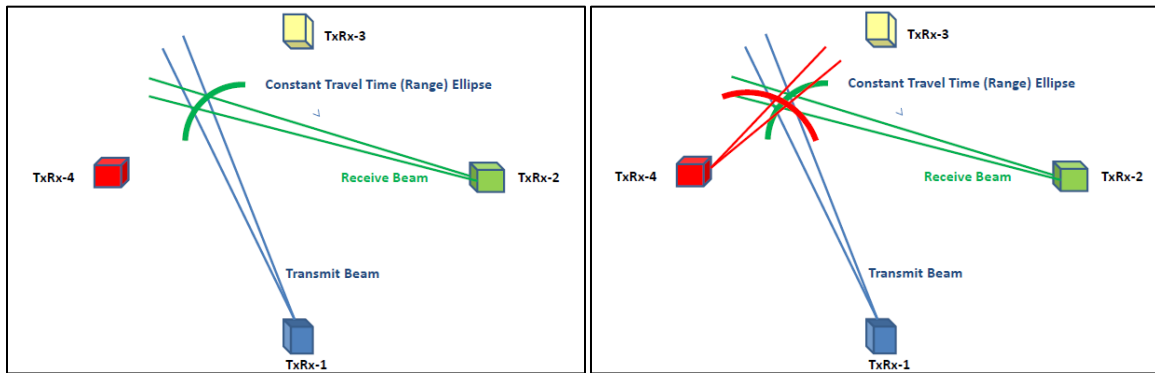 TxRx-3
Constant Travel Time (Range) Ellipse
TxRx-4
Receive Beam
TxRx-2
Transmit Beam
TxRx-1
TxRx-3
Constant Travel Time (Range) Ellipse
TxRx-4
Receive Beam
TxRx-2
Transmit Beam
TxRx-1